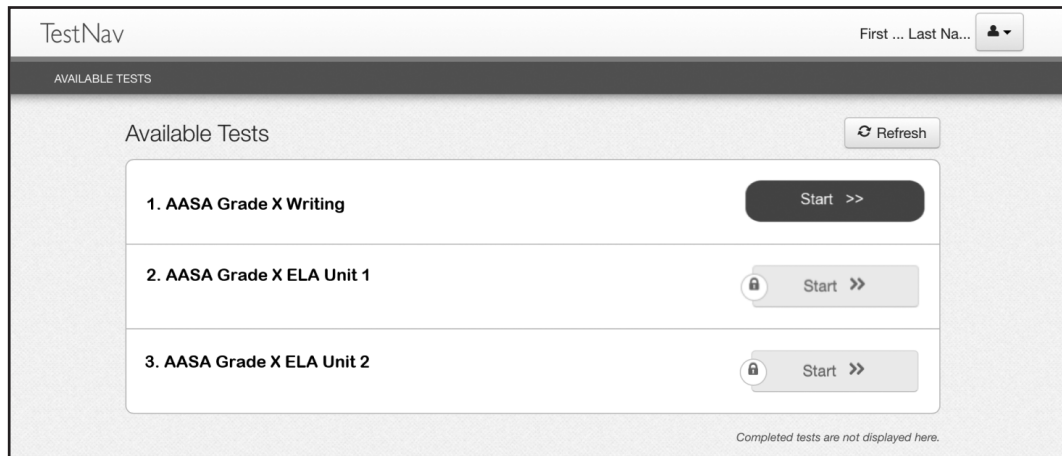 TestNav
First ... Last Na...
AVAILABLE TESTS
Available Tests
Refresh
1. AASA Grade X Writing
Start >>
2. AASA Grade X ELA Unit 1
Start >>
3. AASA Grade X ELA Unit 2
Start >>
Completed tests are not displayed here.